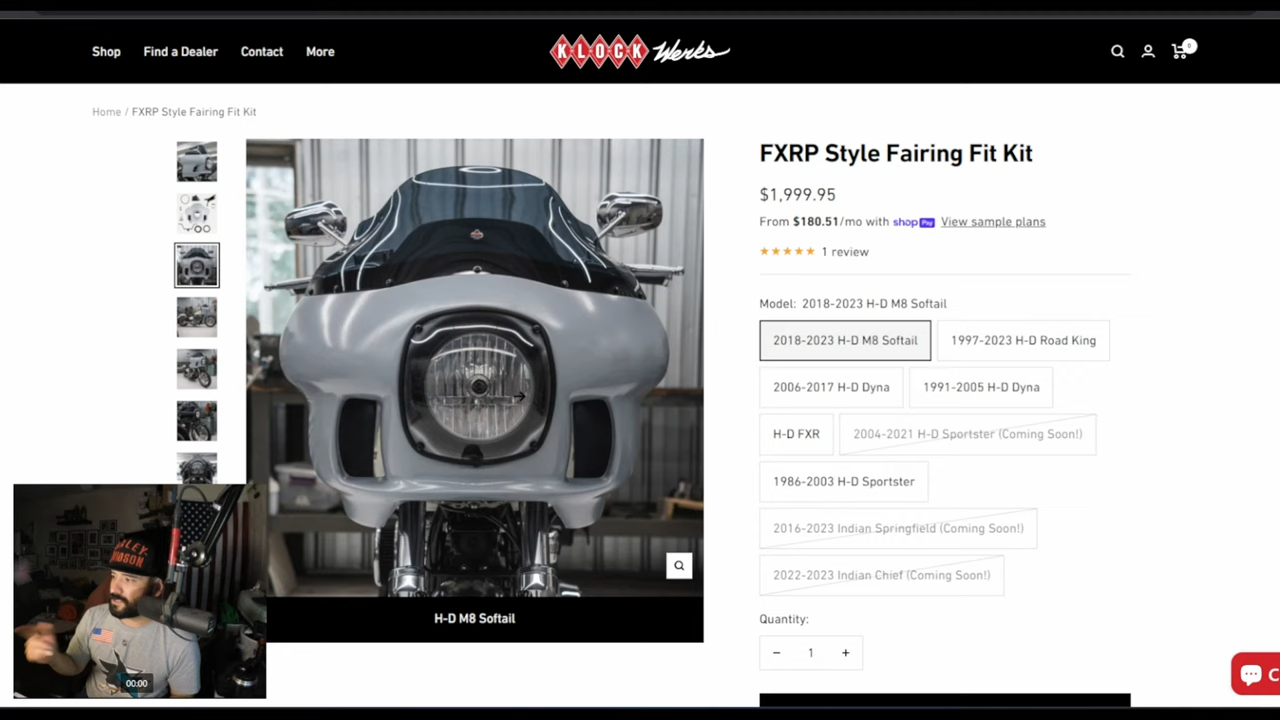 Shop
Find a Dealer
Contact
More
KLOCK Werks
0
Home / FXRP Style Fairing Fit Kit
FXRP Style Fairing Fit Kit
$1,999.95
From $180.51/mo with shop Pay View sample plans
★★★★★ 1 review
Model: 2018-2023 H-D M8 Softail
2018-2023 H-D M8 Softail
1997-2023 H-D Road King
2006-2017 H-D Dyna
1991-2005 H-D Dyna
H-D FXR
2004-2021 H-D Sportster (Coming Soon!)
1986-2003 H-D Sportster
2016-2023 Indian Springfield (Coming Soon!)
2022-2023 Indian Chief (Coming Soon!)
Quantity:
− 1 +
H-D M8 Softail
00:00
C